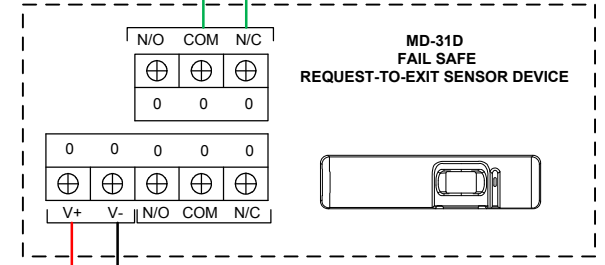 N/O COM N/C
MD-31D
FAIL SAFE
REQUEST-TO-EXIT SENSOR DEVICE
0 0 0
0 0 0 0 0
V+ V- N/O COM N/C